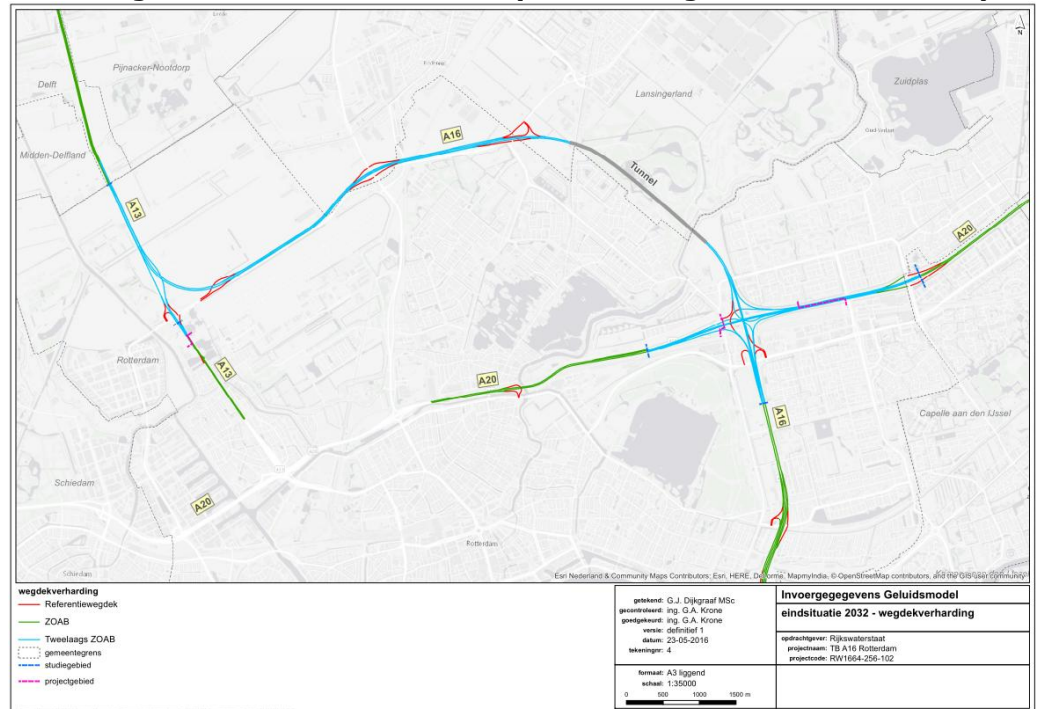 Pijnacker-Nootdorp
Delft
Midden-Delfland
A13
A16
Lansingerland
Zuidplas
N
Tunnel
A20
Rotterdam
A13
A20
A16
Capelle aan den IJssel
Schiedam
A20
Rotterdam
Schiedam
Esri Nederland & Community Maps Contributors; Esri, HERE, DeLorme, MapmyIndia, © OpenStreetMap contributors, and the GIS user community
wegdekverharding
Referentiewegdek
ZOAB
Tweelaags ZOAB
gemeentegrens
studiegebied
projectgebied
getekend: G.J. Dijkgraaf MSc
gecontroleerd: ing. G.A. Krone
goedgekeurd: ing. G.A. Krone
versie: definitief 1
datum: 23-05-2016
tekeningnr: 4
formaat: A3 liggend
schaal: 1:35000
0 500 1000 1500 m
Invoergegegevens Geluidsmodel
eindsituatie 2032 - wegdekverharding
opdrachtgever: Rijkswaterstaat
projectnaam: TB A16 Rotterdam
projectcode: RW1664-256-102